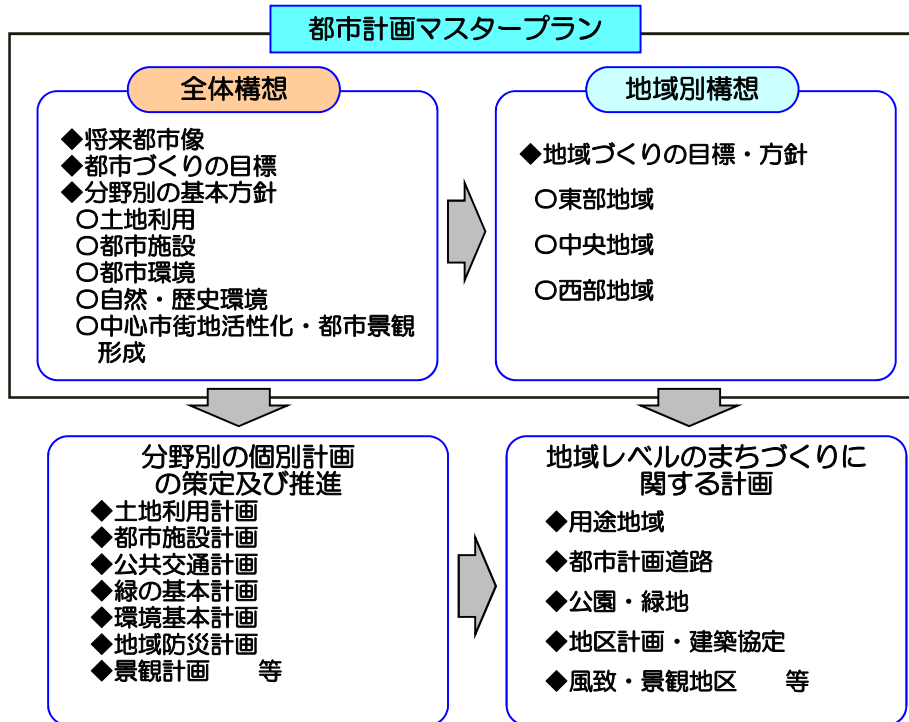 都市計画マスタープラン
全体構想
◆将来都市像
◆都市づくりの目標
◆分野別の基本方針
○土地利用
○都市施設
○都市環境
○自然・歴史環境
○中心市街地活性化・都市景観
形成
地域別構想
◆地域づくりの目標・方針
○東部地域
○中央地域
○西部地域
分野別の個別計画
の策定及び推進
◆土地利用計画
◆都市施設計画
◆公共交通計画
◆緑の基本計画
◆環境基本計画
◆地域防災計画
◆景観計画　　等
地域レベルのまちづくりに
関する計画
◆用途地域
◆都市計画道路
◆公園・緑地
◆地区計画・建築協定
◆風致・景観地区　　等